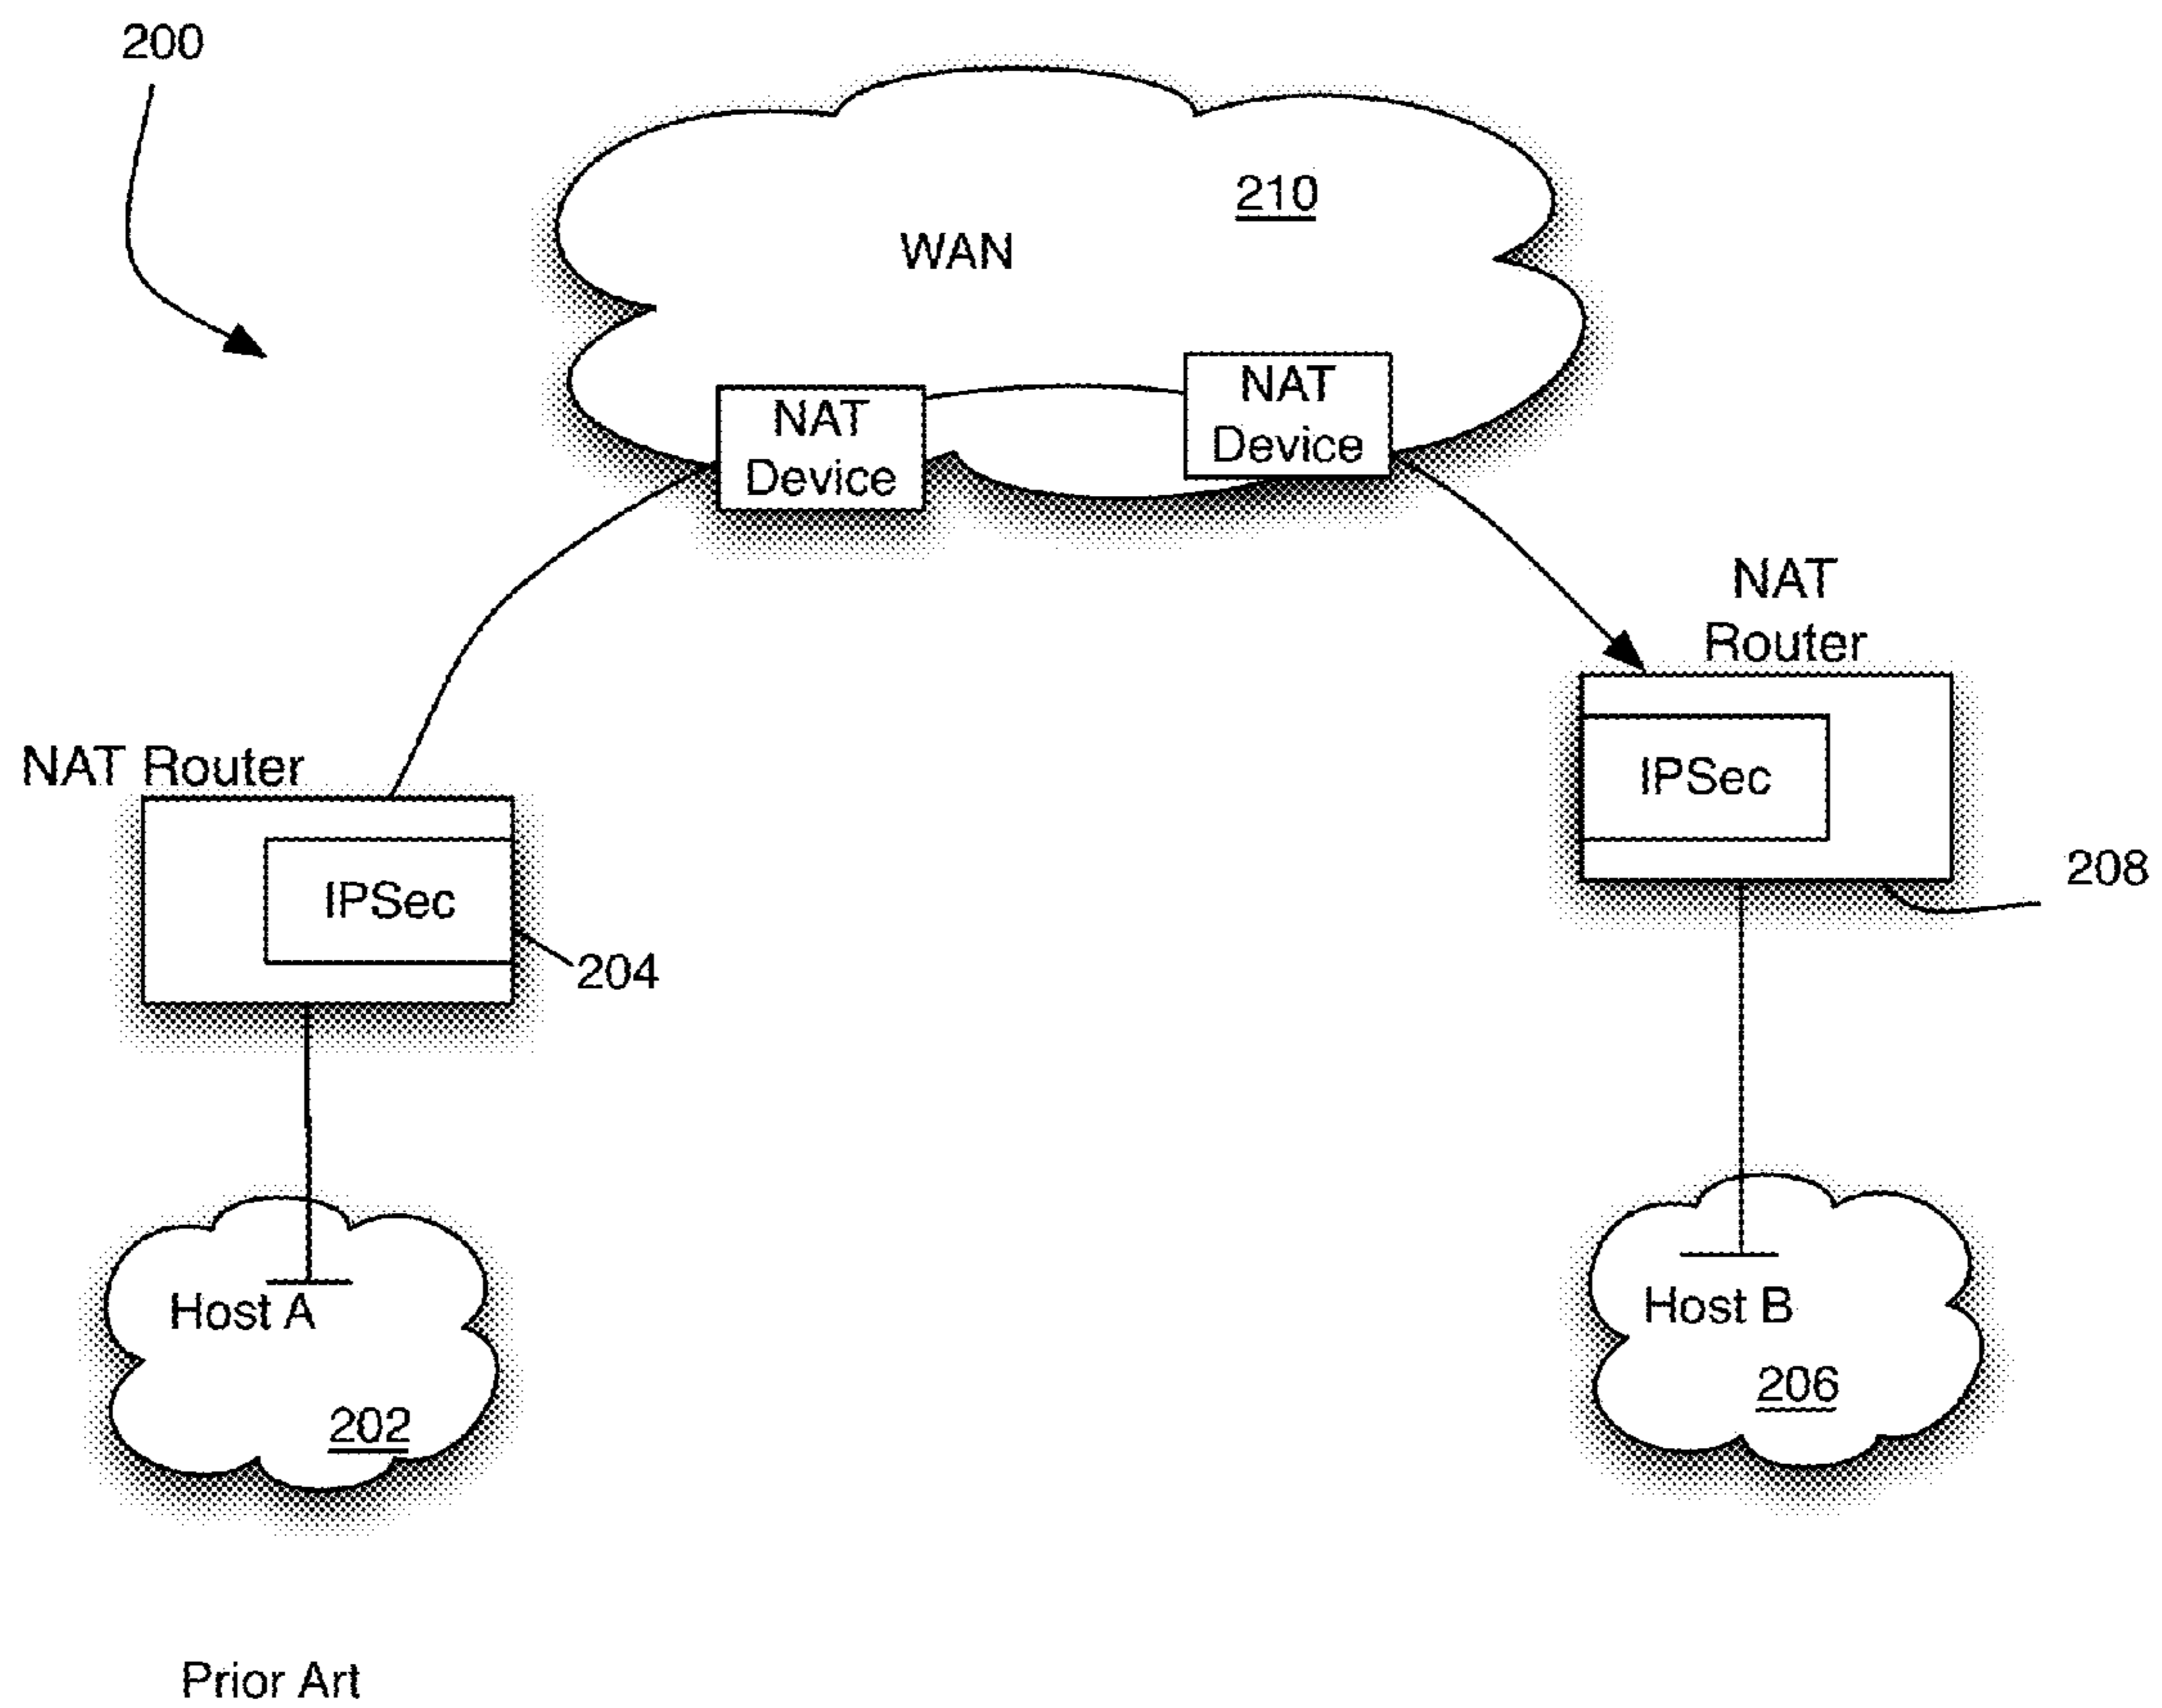 200
210
WAN
NAT
Device
NAT
Device
NAT
Router
NAT Router
IPSec
208
IPSec
204
Host A
202
Host B
206
Prior Art